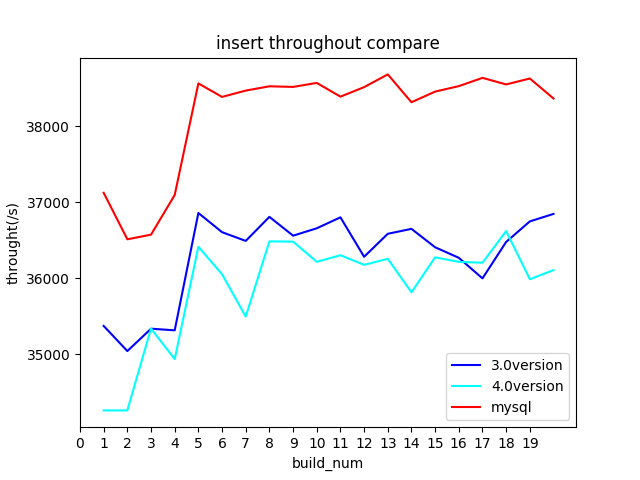 insert throughout compare
throught(/s)
38000
37000
36000
35000
3.0version
4.0version
mysql
0 1 2 3 4 5 6 7 8 9 10 11 12 13 14 15 16 17 18 19
build_num